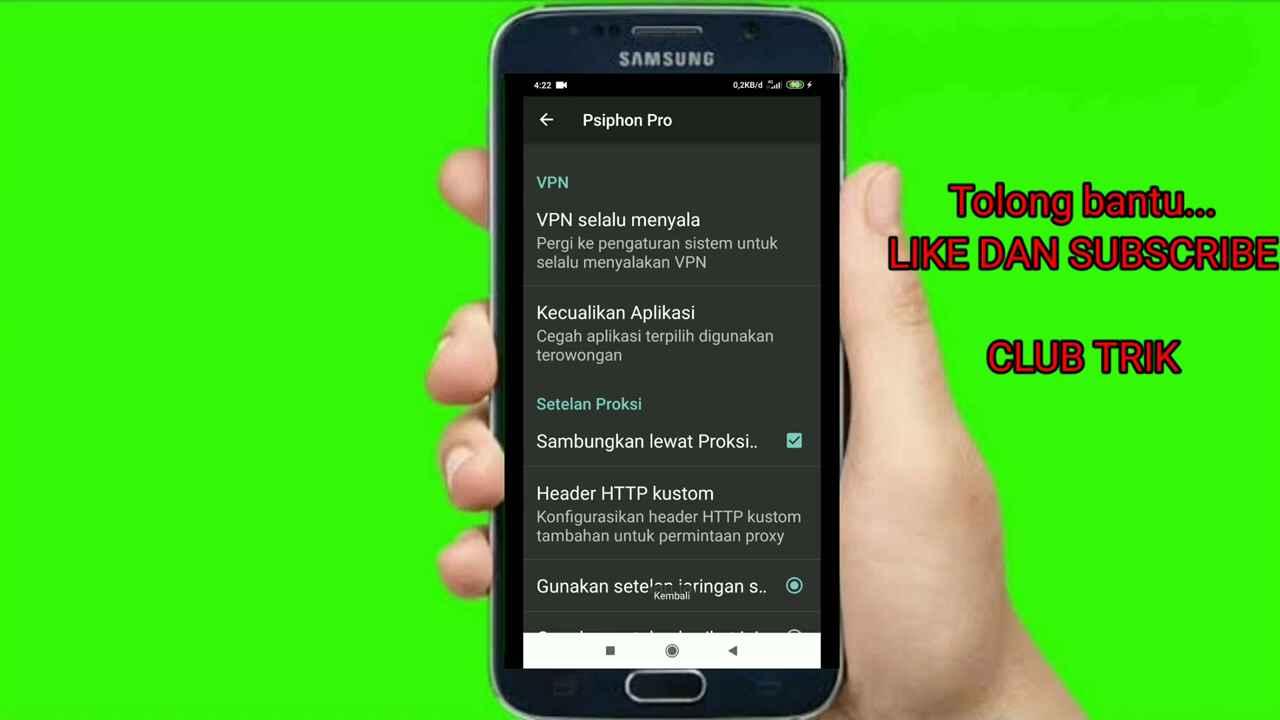 SAMSUNG
4:22
0,2KB/d 4G 90
Psiphon Pro
VPN
VPN selalu menyala
Pergi ke pengaturan sistem untuk
selalu menyalakan VPN
Kecualikan Aplikasi
Cegah aplikasi terpilih digunakan
terowongan
Setelan Proksi
Sambungkan lewat Proksi..
Header HTTP kustom
Konfigurasikan header HTTP kustom
tambahan untuk permintaan proxy
Gunakan setelan jaringan s..
Kembali
Tolong bantu...
LIKE DAN SUBSCRIBE
CLUB TRIK